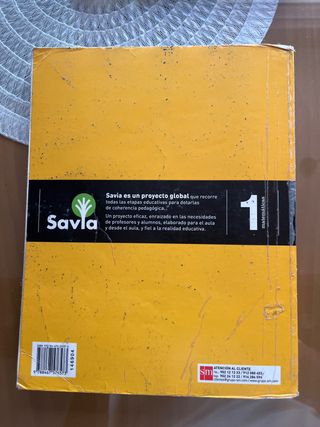 Savia es un proyecto global que recorre
todas las etapas educativas para dotarlas
de coherencia pedagógica.
Un proyecto eficaz, enraizado en las necesidades
de profesores y alumnos, elaborado para el aula
y desde el aula, y fiel a la realidad educativa.
Savia
1
matemáticas
146904
sm
ATENCIÓN AL CLIENTE